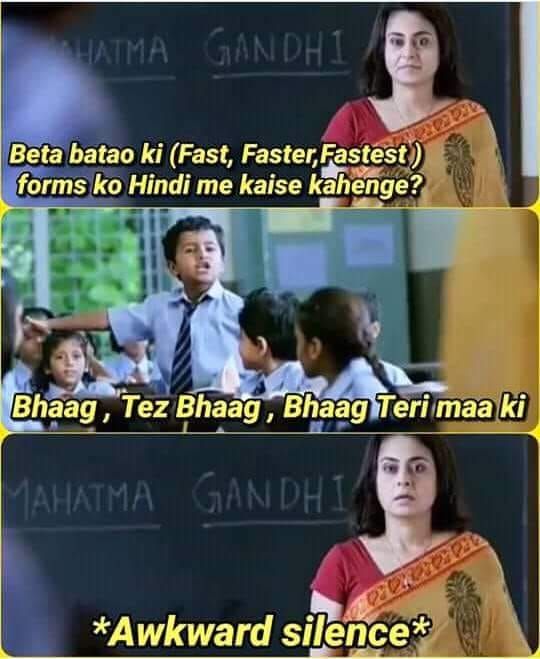 MAHATMA GANDHI
Beta batao ki (Fast, Faster,Fastest)
forms ko Hindi me kaise kahenge?
Bhaag , Tez Bhaag , Bhaag Teri maa ki
MAHATMA GANDHI
*Awkward silence*